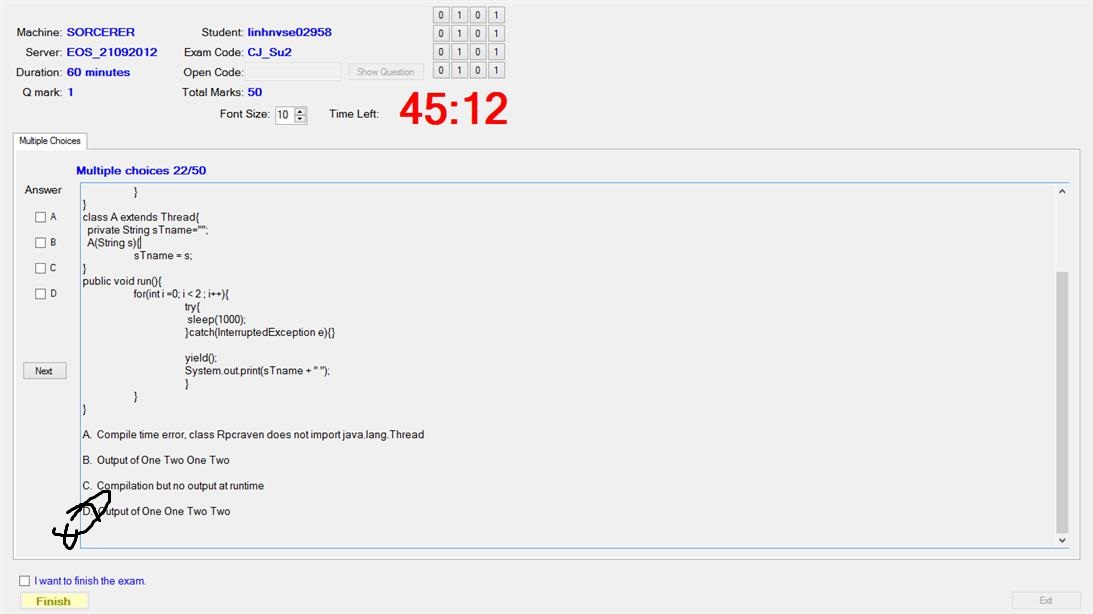 0 1 0 1
Machine: SORCERER Student: linhnvse02958
0 1 0 1
Server: EOS_21092012 Exam Code: CJ_Su2
0 1 0 1
Duration: 60 minutes Open Code: Show Question
0 1 0 1
Q mark: 1 Total Marks: 50
Font Size: 10 Time Left: 45:12
Multiple Choices
Multiple choices 22/50
Answer
A
B
C
D
Next
}
}
class A extends Thread{
private String sTname="";
A(String s){
sTname = s;
}
public void run(){
for(int i =0; i < 2 ; i++){
try{
sleep(1000);
}catch(InterruptedException e){}
yield();
System.out.print(sTname + " ");
}
}
}
A. Compile time error, class Rpcraven does not import java.lang.Thread
B. Output of One Two One Two
C. Compilation but no output at runtime
D. Output of One One Two Two
I want to finish the exam.
Finish Exit